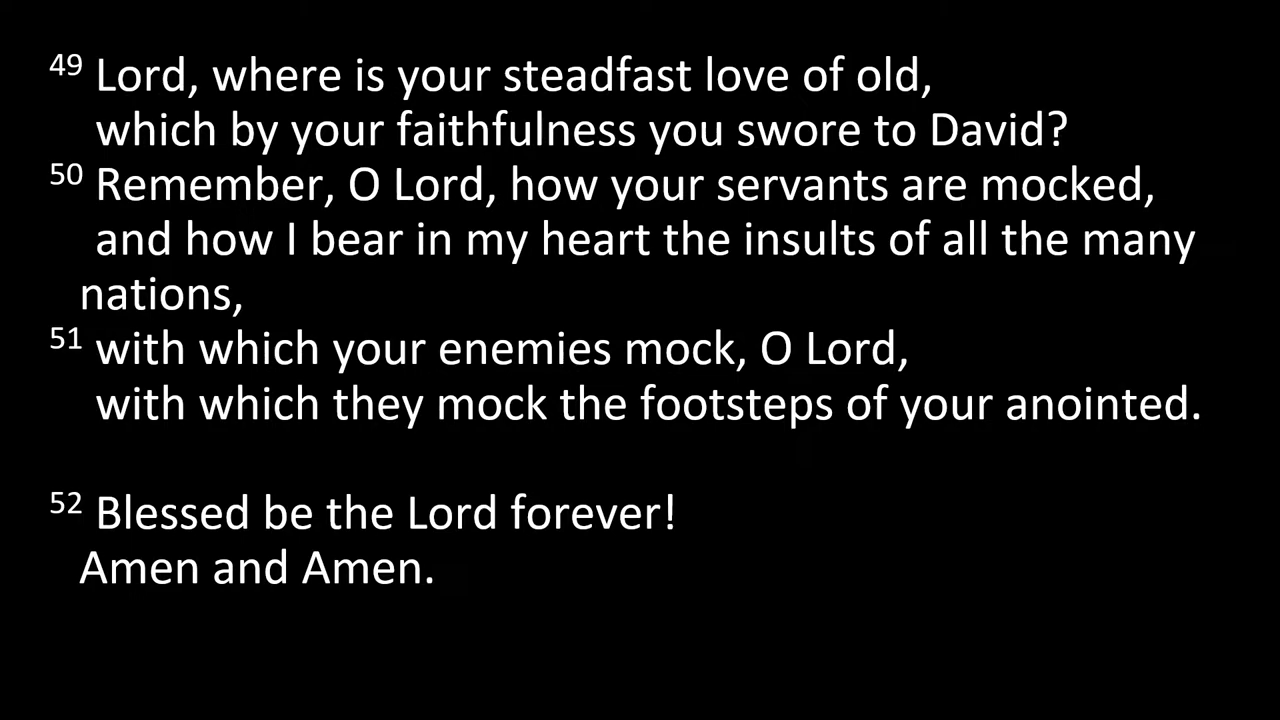 49 Lord, where is your steadfast love of old,
which by your faithfulness you swore to David?
50 Remember, O Lord, how your servants are mocked,
and how I bear in my heart the insults of all the many
nations,
51 with which your enemies mock, O Lord,
with which they mock the footsteps of your anointed.
52 Blessed be the Lord forever!
Amen and Amen.